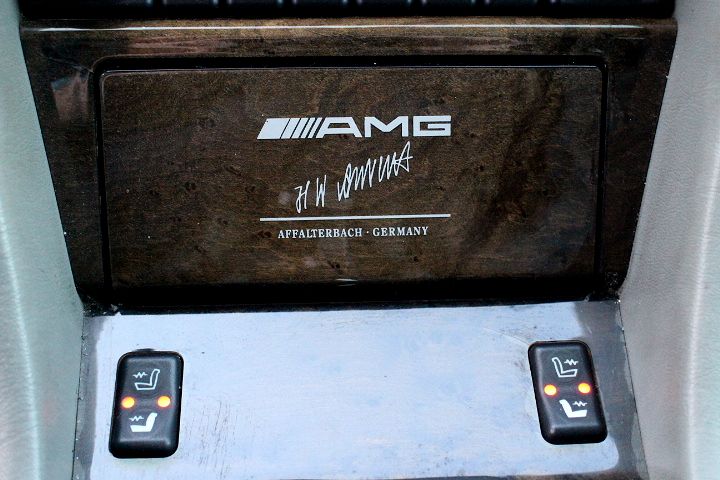 AMG
AFFALTERBACH · GERMANY